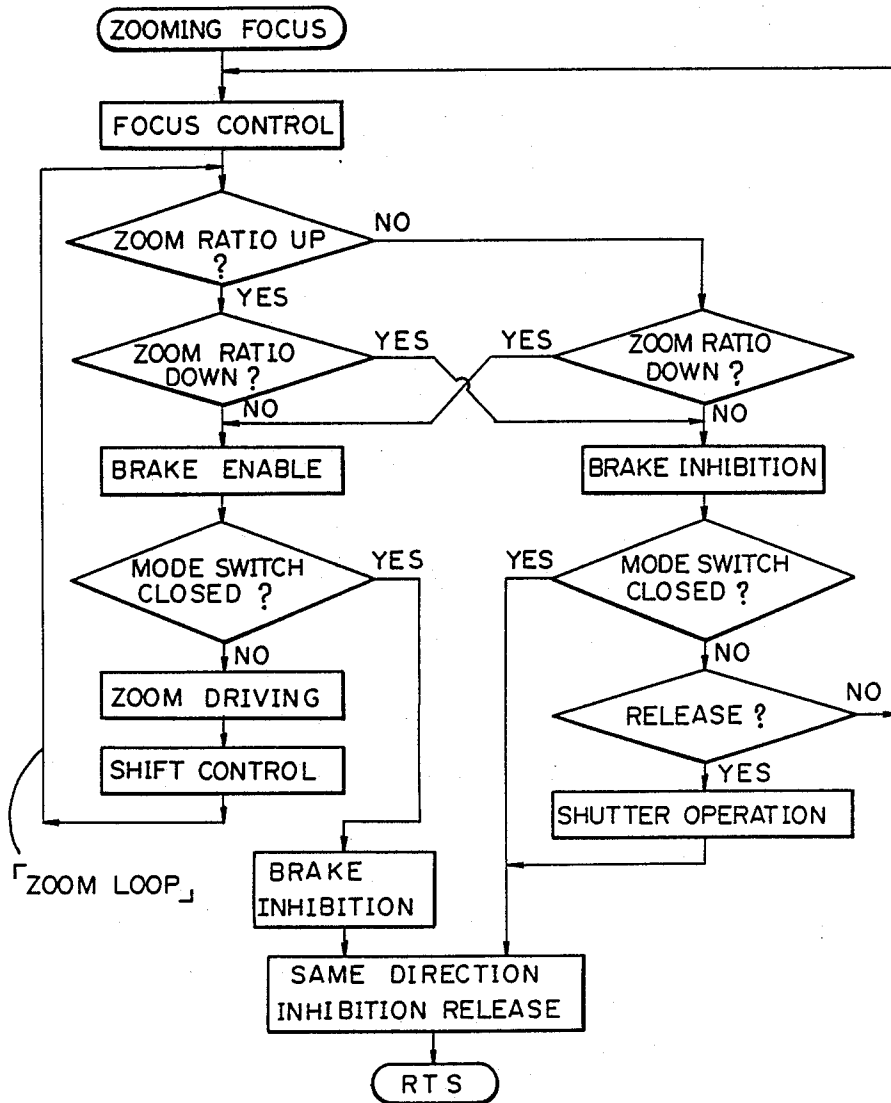 ZOOMING FOCUS
FOCUS CONTROL
ZOOM RATIO UP
?
NO
YES
ZOOM RATIO
DOWN ?
YES
NO
YES
ZOOM RATIO
DOWN ?
NO
BRAKE ENABLE
BRAKE INHIBITION
MODE SWITCH
CLOSED ?
YES
NO
YES
MODE SWITCH
CLOSED ?
NO
ZOOM DRIVING
RELEASE ?
NO
YES
SHIFT CONTROL
SHUTTER OPERATION
「ZOOM LOOP」
BRAKE
INHIBITION
SAME DIRECTION
INHIBITION RELEASE
RTS